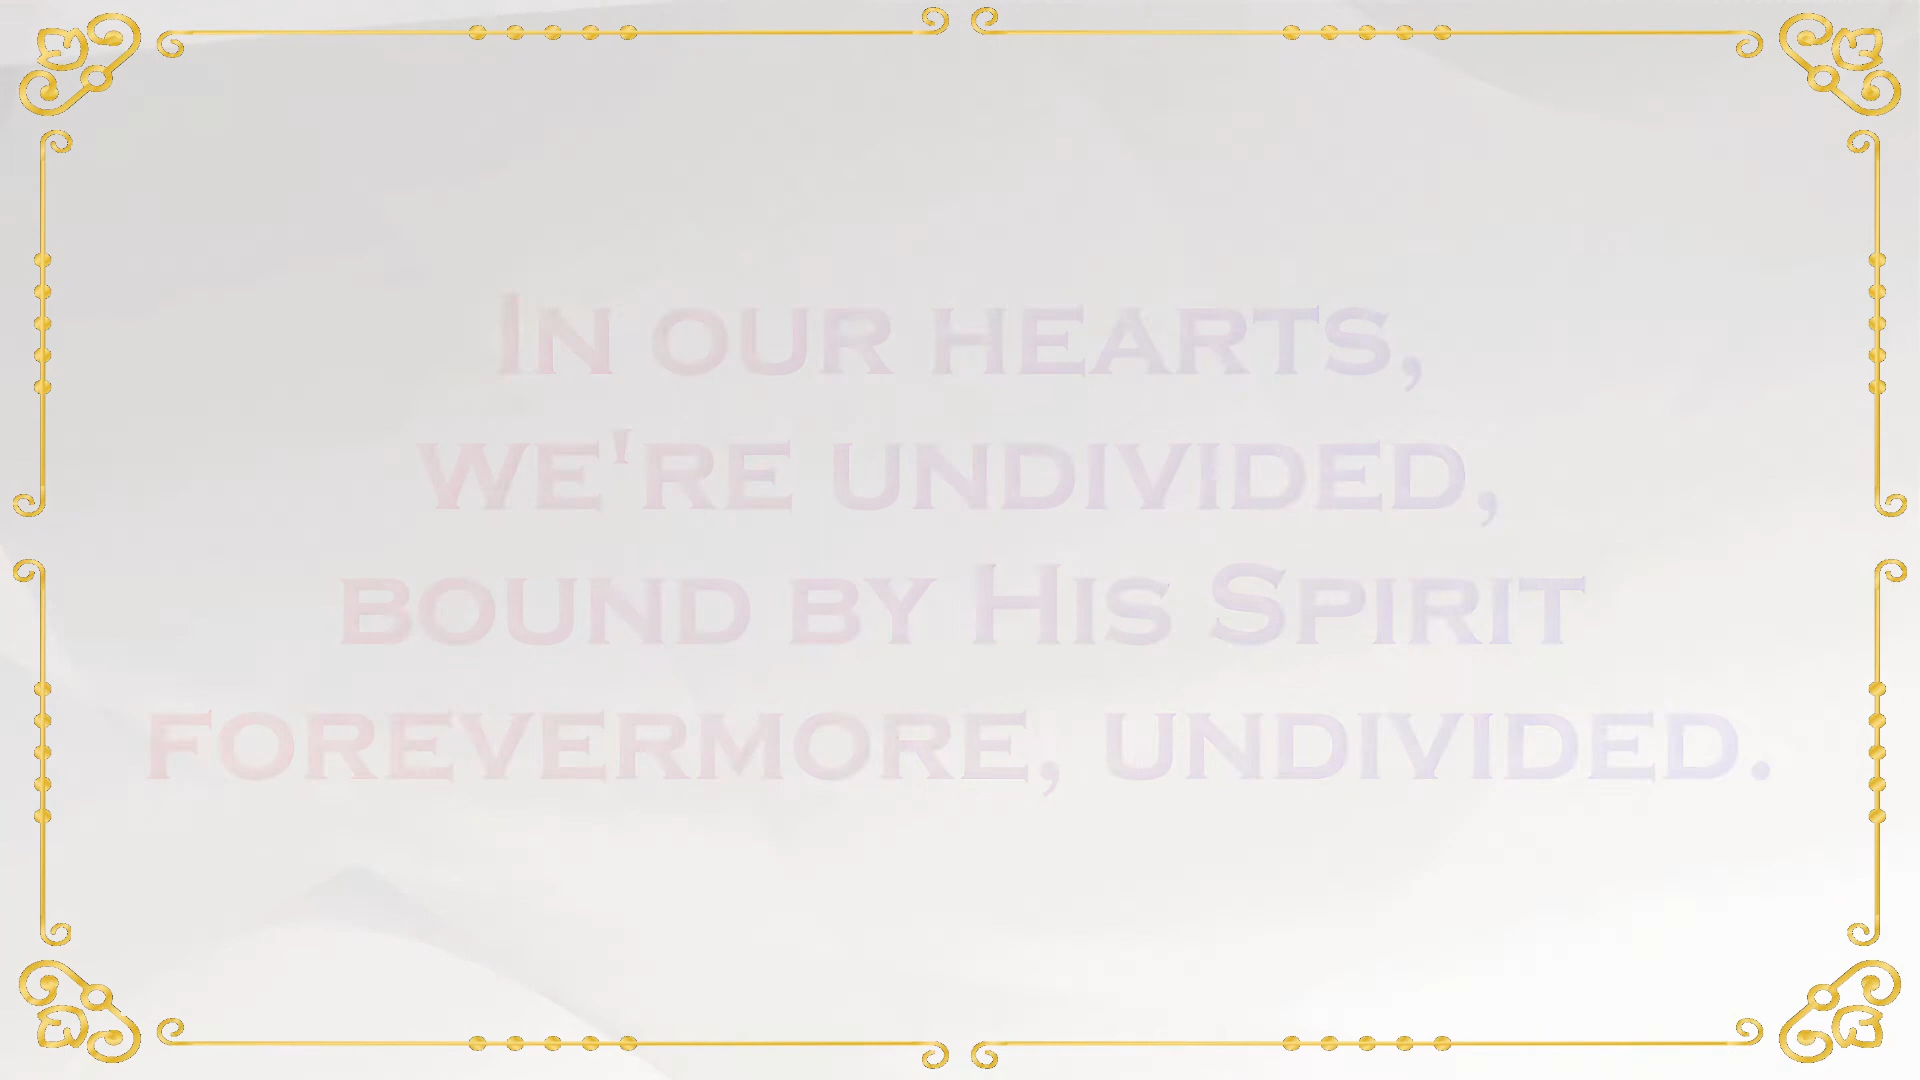 In our hearts,
we're undivided,
bound by His Spirit
forevermore, undivided.